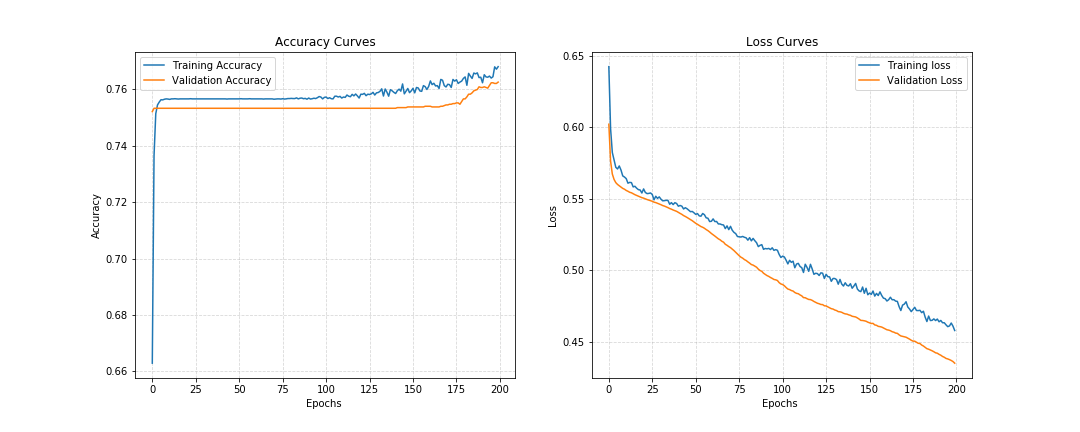 Accuracy Curves
Training Accuracy
Validation Accuracy
0.76
0.74
0.72
0.70
0.68
0.66
Accuracy
0 25 50 75 100 125 150 175 200
Epochs
Loss Curves
Training loss
Validation Loss
0.65
0.60
0.55
0.50
0.45
Loss
0 25 50 75 100 125 150 175 200
Epochs